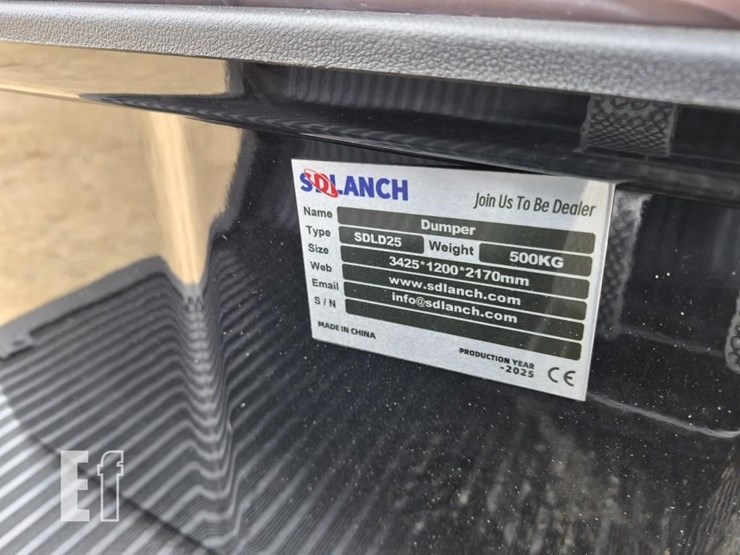 SDLANCH Join Us To Be Dealer
Name Dumper
Type SDLD25 Weight 500KG
Size 3425*1200*2170mm
Web www.sdlanch.com
Email info@sdlanch.com
S / N
MADE IN CHINA
PRODUCTION YEAR
-2025 CE
Ef